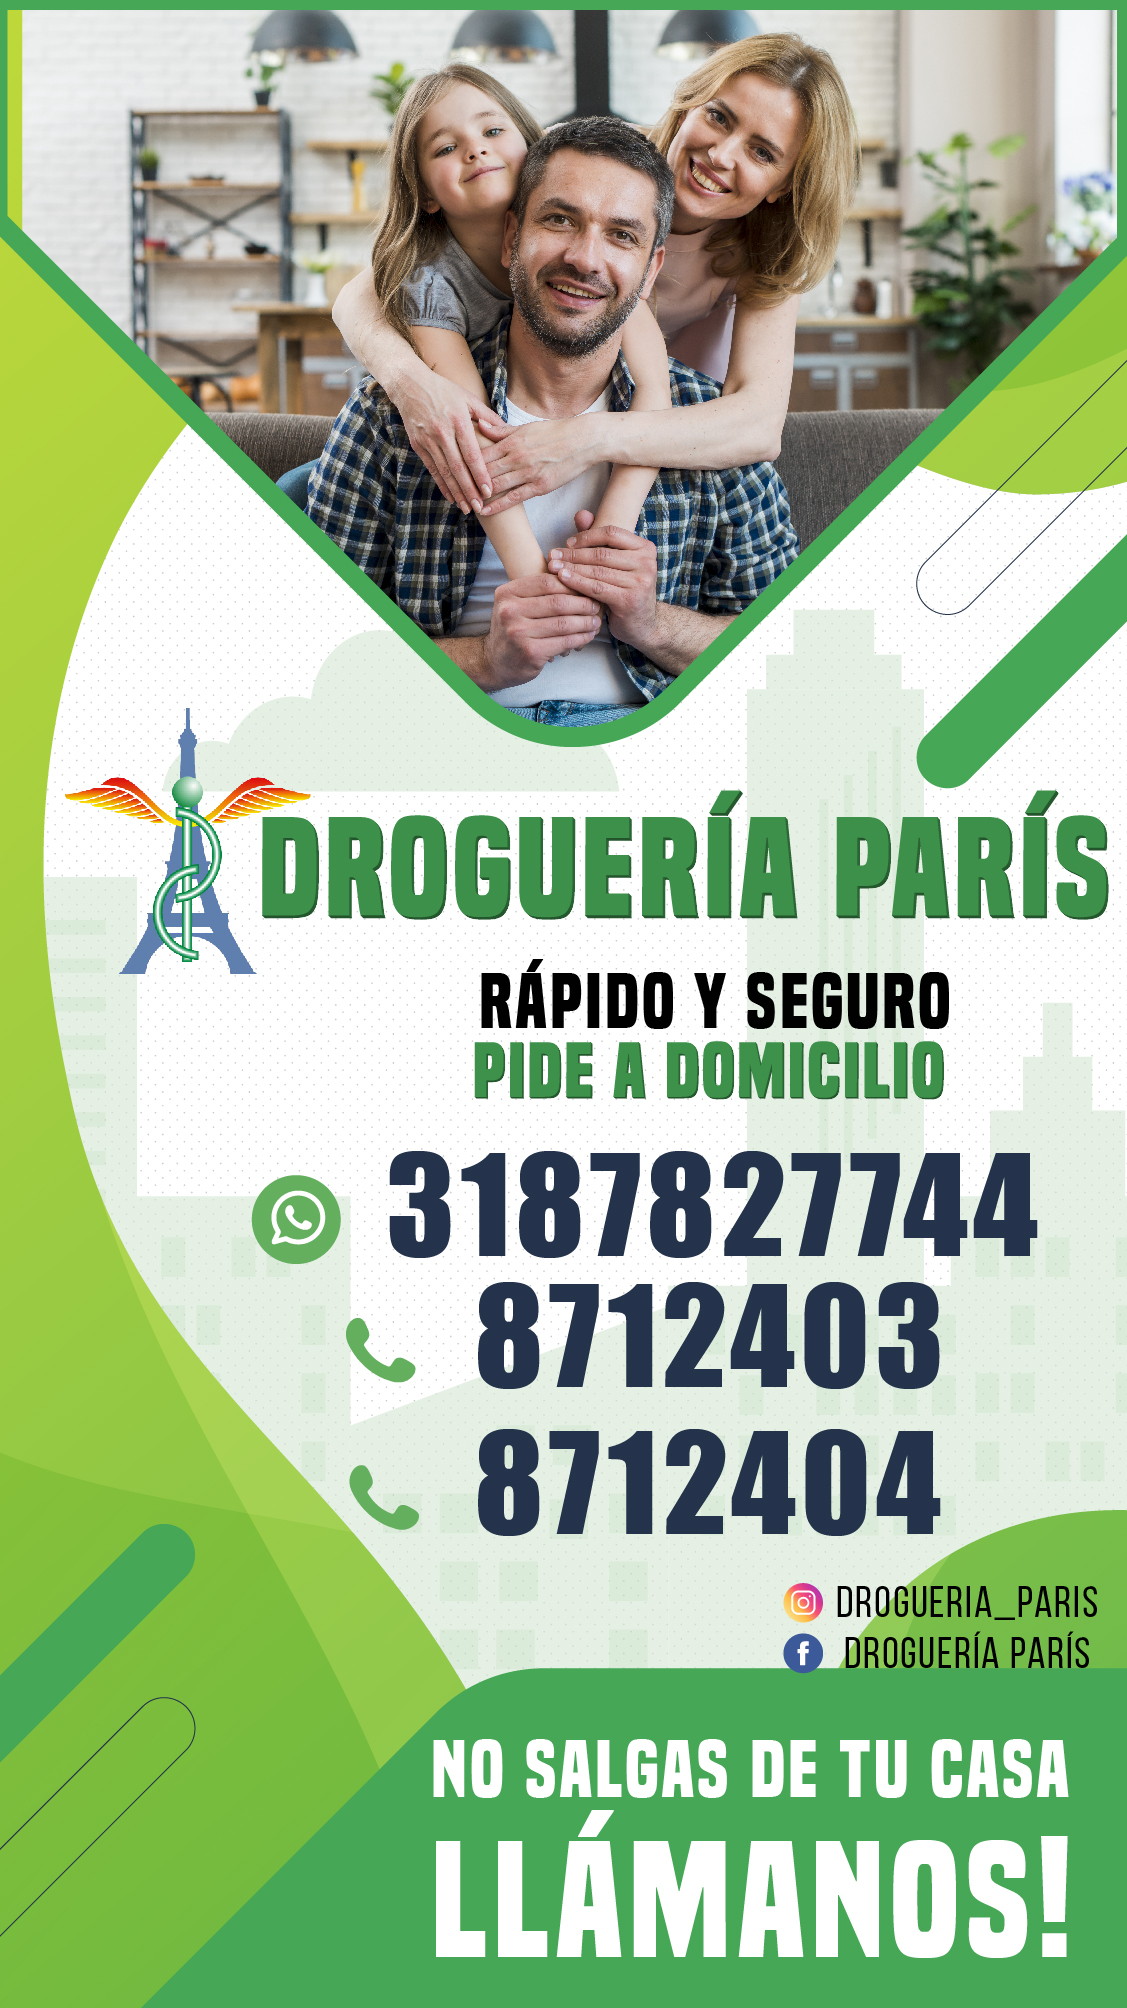 DROGUERÍA PARÍS
RÁPIDO Y SEGURO
PIDE A DOMICILIO
3187827744
8712403
8712404
DROGUERIA_PARIS
DROGUERÍA PARÍS
NO SALGAS DE TU CASA
LLÁMANOS!